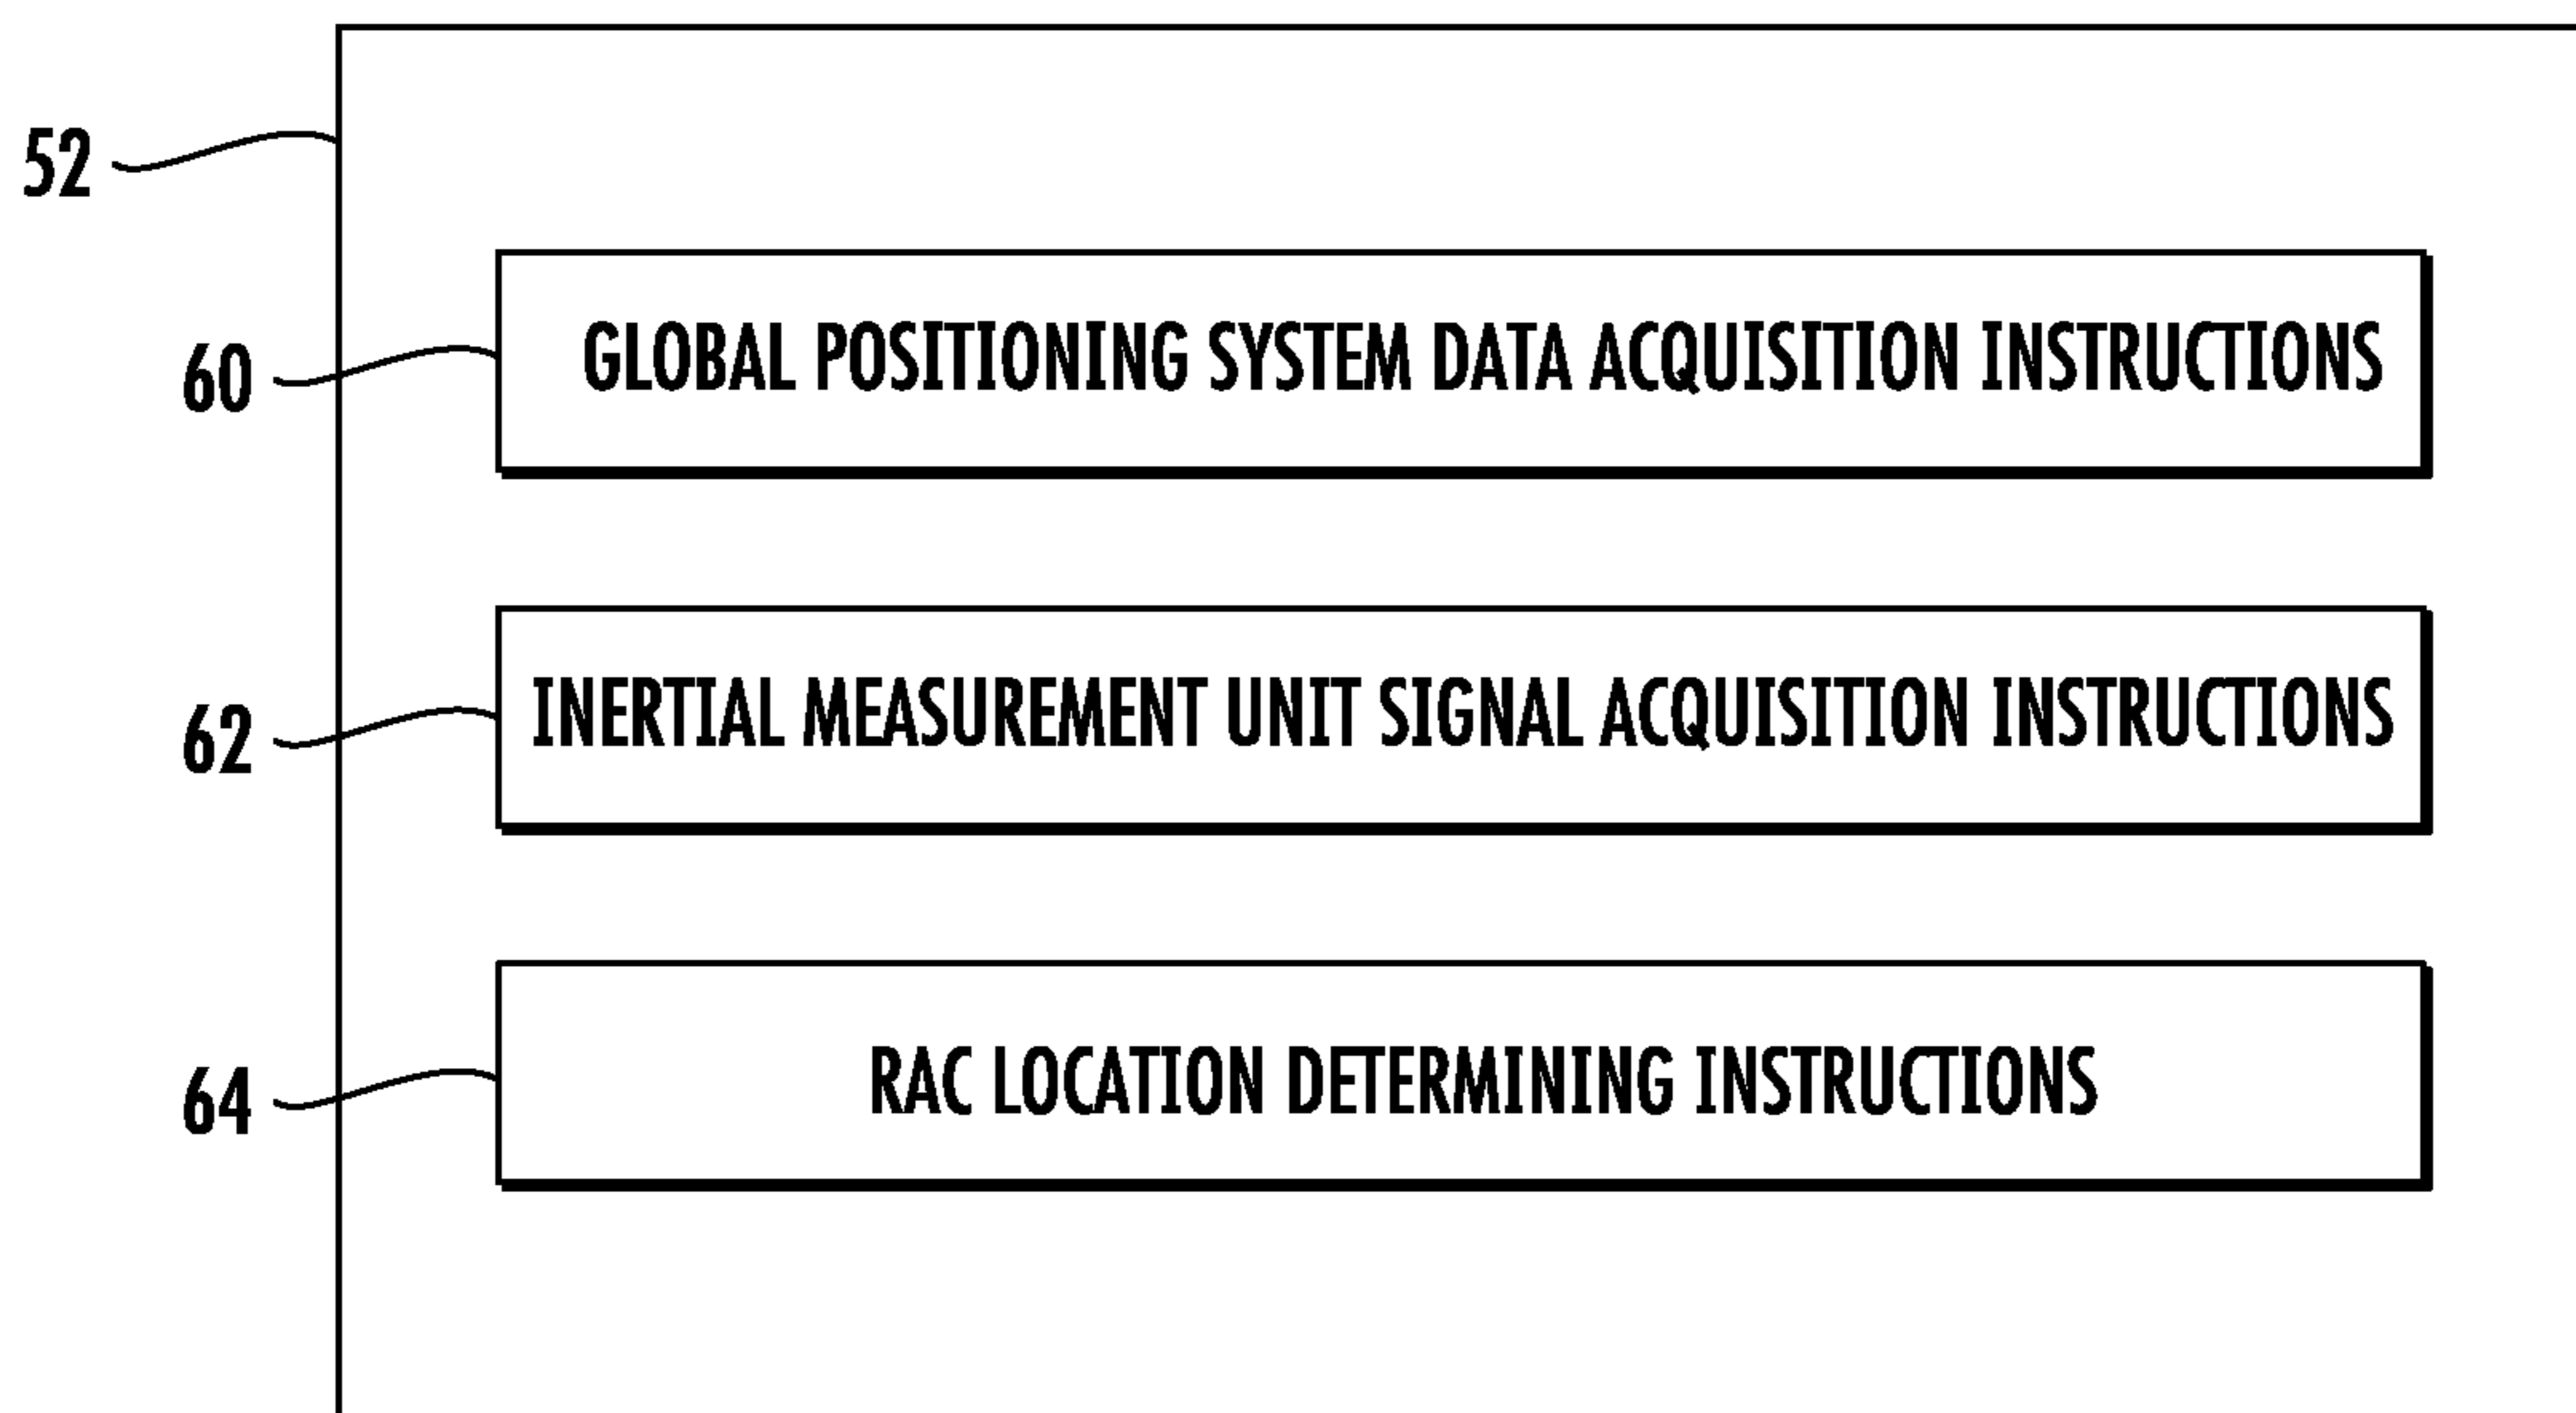 52
60 GLOBAL POSITIONING SYSTEM DATA ACQUISITION INSTRUCTIONS
62 INERTIAL MEASUREMENT UNIT SIGNAL ACQUISITION INSTRUCTIONS
64 RAC LOCATION DETERMINING INSTRUCTIONS